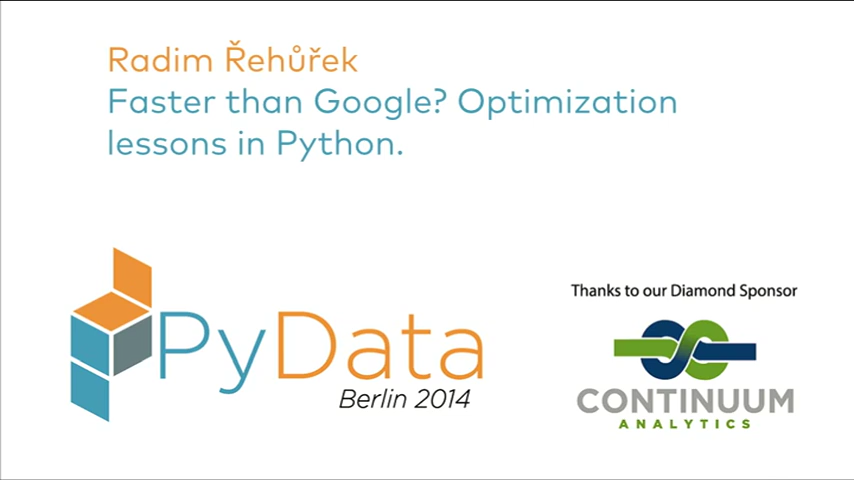 Radim Řehůřek
Faster than Google? Optimization
lessons in Python.
PyData
Berlin 2014
Thanks to our Diamond Sponsor
CONTINUUM
ANALYTICS